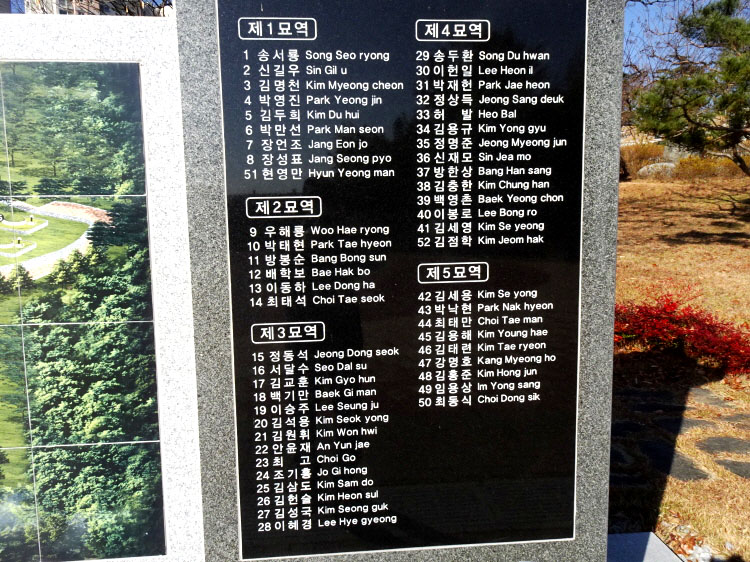 제1묘역
1 송서룡 Song Seo ryong
2 신길우 Sin Gil u
3 김명천 Kim Myeong cheon
4 박영진 Park Yeong jin
5 김두희 Kim Du hui
6 박만선 Park Man seon
7 장언조 Jang Eon jo
8 장성표 Jang Seong pyo
51 현영만 Hyun Yeong man
제2묘역
9 우해룡 Woo Hae ryong
10 박태현 Park Tae hyeon
11 방봉순 Bang Bong sun
12 배학보 Bae Hak bo
13 이동하 Lee Dong ha
14 최태석 Choi Tae seok
제3묘역
15 정동석 Jeong Dong seok
16 서달수 Seo Dal su
17 김교훈 Kim Gyo hun
18 백기만 Baek Gi man
19 이승주 Lee Seung ju
20 김석용 Kim Seok yong
21 김원휘 Kim Won hwi
22 안윤재 An Yun jae
23 최 고 Choi Go
24 조기홍 Jo Gi hong
25 김삼도 Kim Sam do
26 김헌술 Kim Heon sul
27 김성국 Kim Seong guk
28 이혜경 Lee Hye gyeong
제4묘역
29 송두환 Song Du hwan
30 이헌일 Lee Heon il
31 박재헌 Park Jae heon
32 정상득 Jeong Sang deuk
33 허 발 Heo Bal
34 김용규 Kim Yong gyu
35 정명준 Jeong Myeong jun
36 신재모 Sin Jea mo
37 방한상 Bang Han sang
38 김충한 Kim Chung han
39 백영촌 Baek Yeong chon
40 이봉로 Lee Bong ro
41 김세영 Kim Se yeong
52 김점학 Kim Jeom hak
제5묘역
42 김세용 Kim Se yong
43 박낙현 Park Nak hyeon
44 최태만 Choi Tae man
45 김용해 Kim Young hae
46 김태련 Kim Tae ryeon
47 강명호 Kang Myeong ho
48 김홍준 Kim Hong jun
49 임용상 Im Yong sang
50 최동식 Choi Dong sik